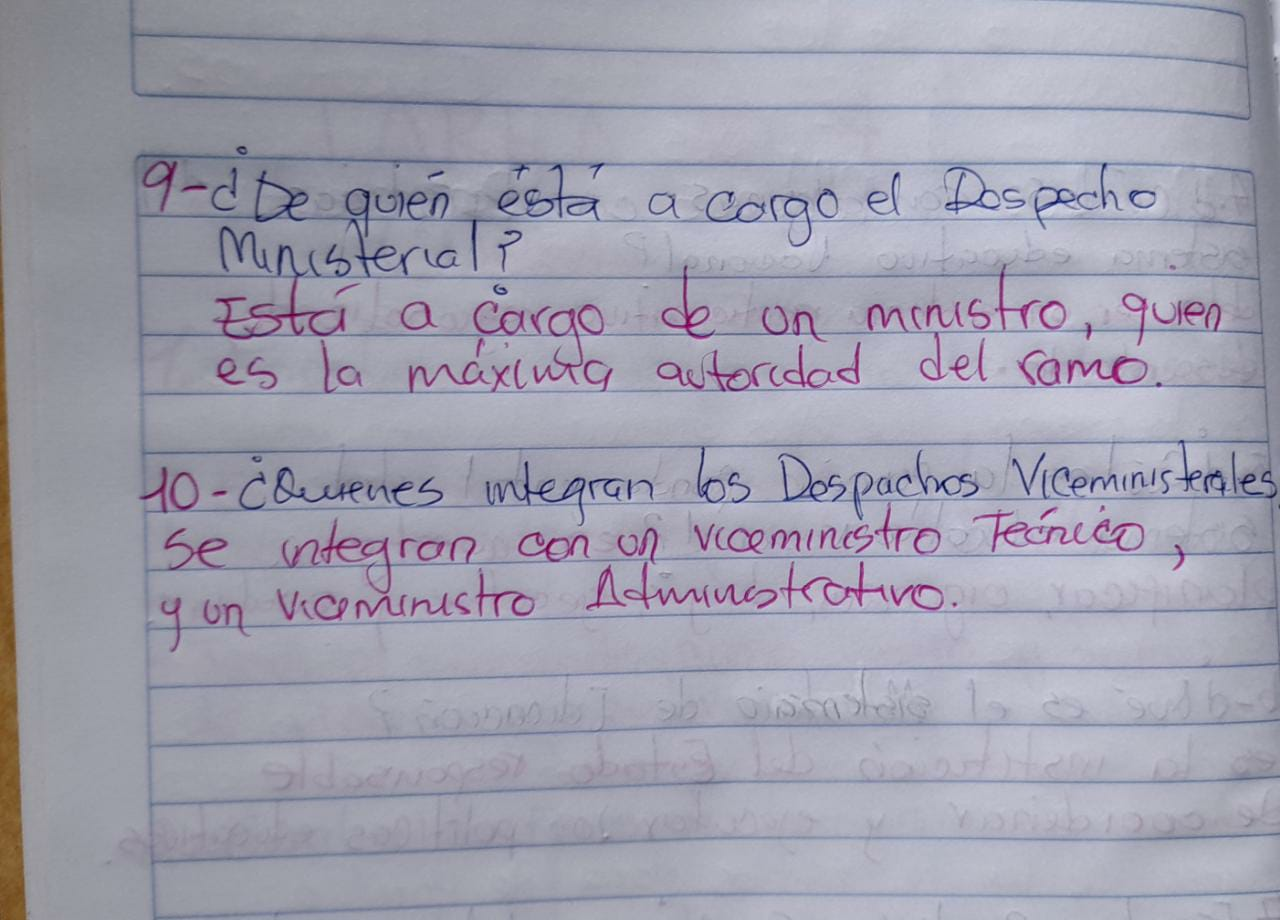 9-¿De quién está a cargo el Despecho
Ministerial?
Está a cargo de un ministro, quien
es la máxima autoridad del ramo.
10-¿Quienes integran los Despachos Viceministeriales
Se integran con un viceministro Técnico,
y un viceministro Administrativo.